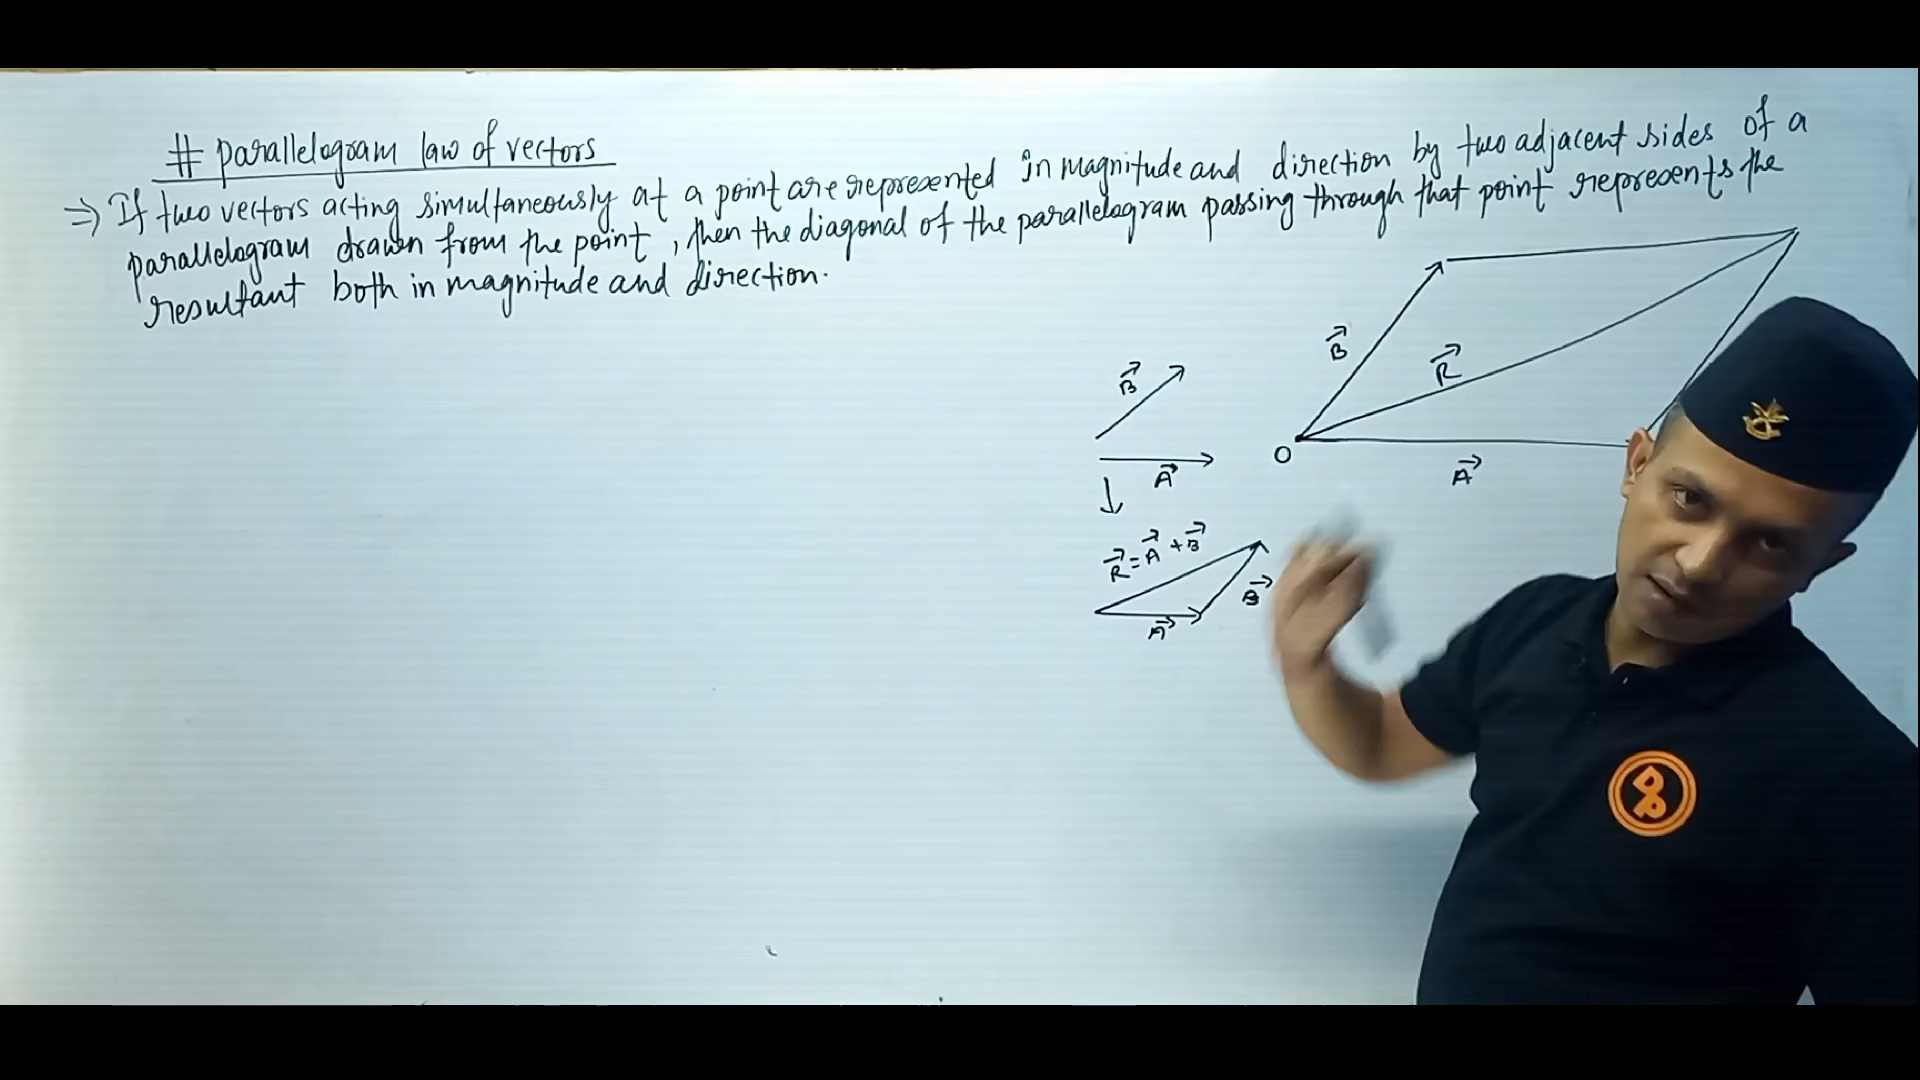 # parallelogram law of vectors
⇒ If two vectors acting simultaneously at a point are represented in magnitude and direction by two adjacent sides of a
parallelogram drawn from the point, then the diagonal of the parallelogram passing through that point represents the
resultant both in magnitude and direction.
B⃗
R⃗
O
A⃗
B⃗
A⃗
R⃗ = A⃗ + B⃗
B⃗
A⃗